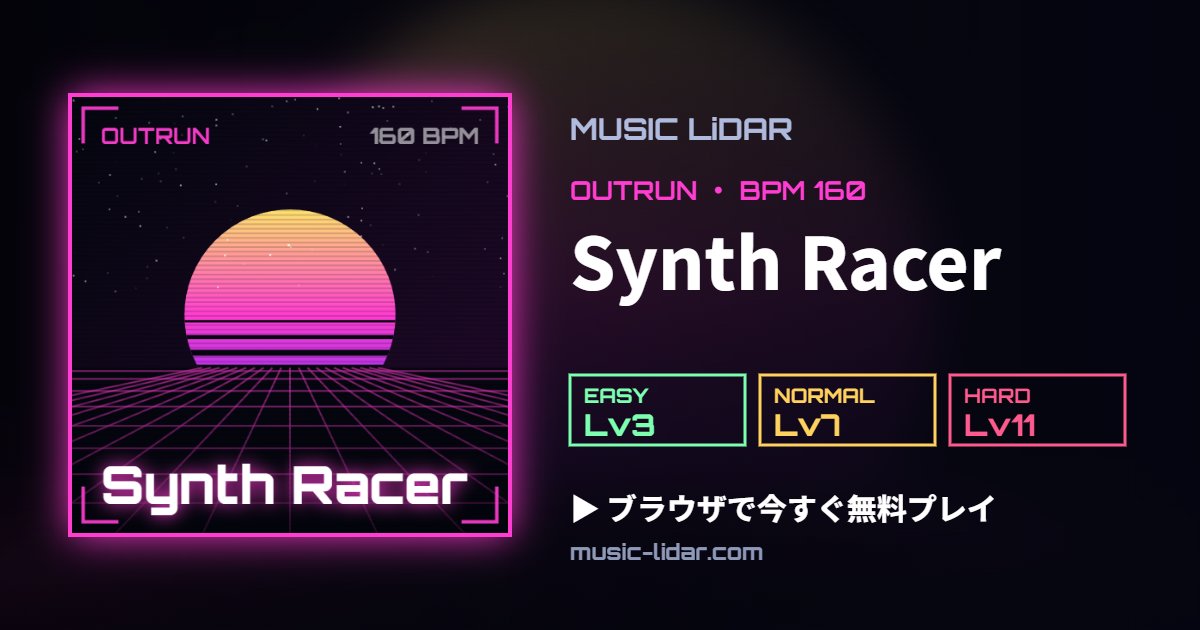 OUTRUN
160 BPM
Synth Racer
MUSIC LiDAR
OUTRUN • BPM 160
Synth Racer
EASY
Lv3
NORMAL
Lv7
HARD
Lv11
▶ ブラウザで今すぐ無料プレイ
music-lidar.com